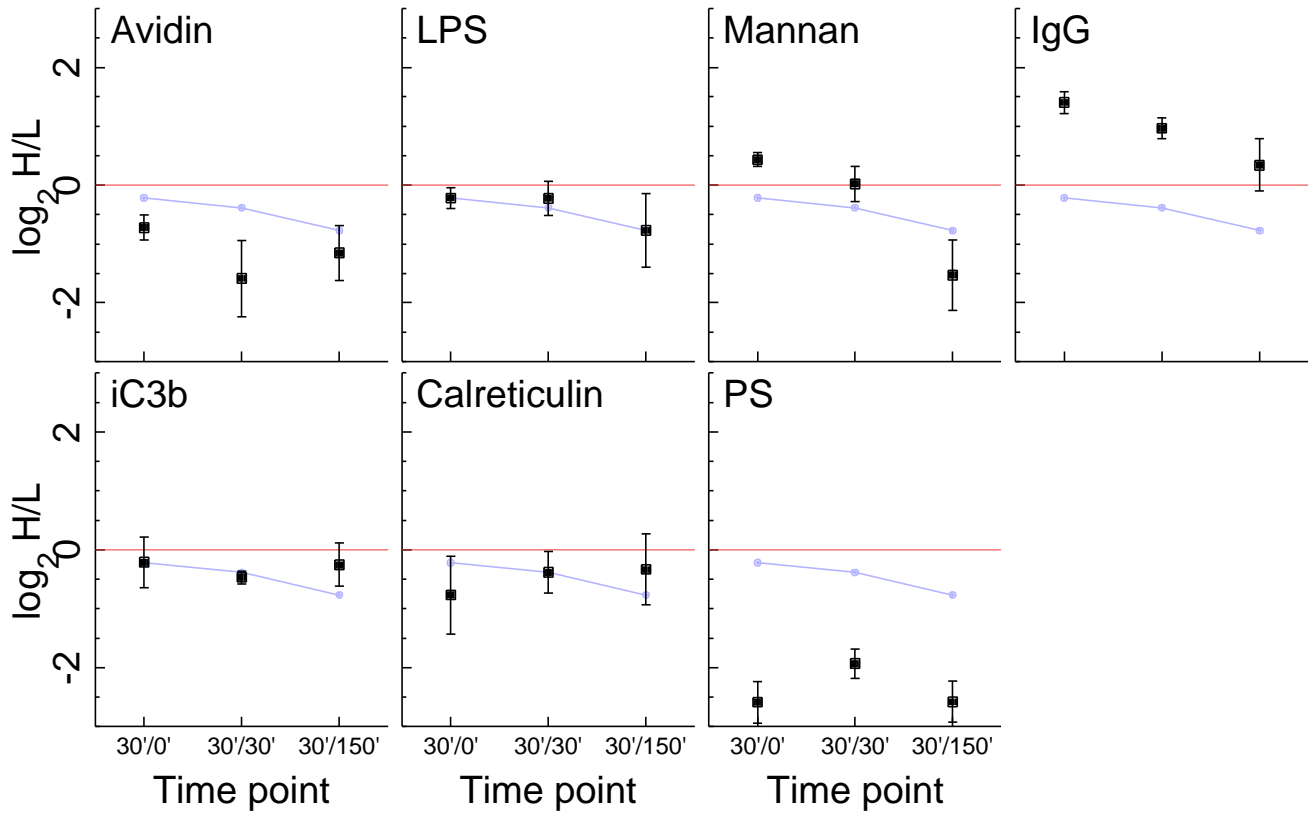 Avidin
LPS
Mannan
IgG
log2 H/L
2
0
-2
iC3b
Calreticulin
PS
log2 H/L
2
0
-2
30'/0' 30'/30' 30'/150'
30'/0' 30'/30' 30'/150'
30'/0' 30'/30' 30'/150'
Time point
Time point
Time point